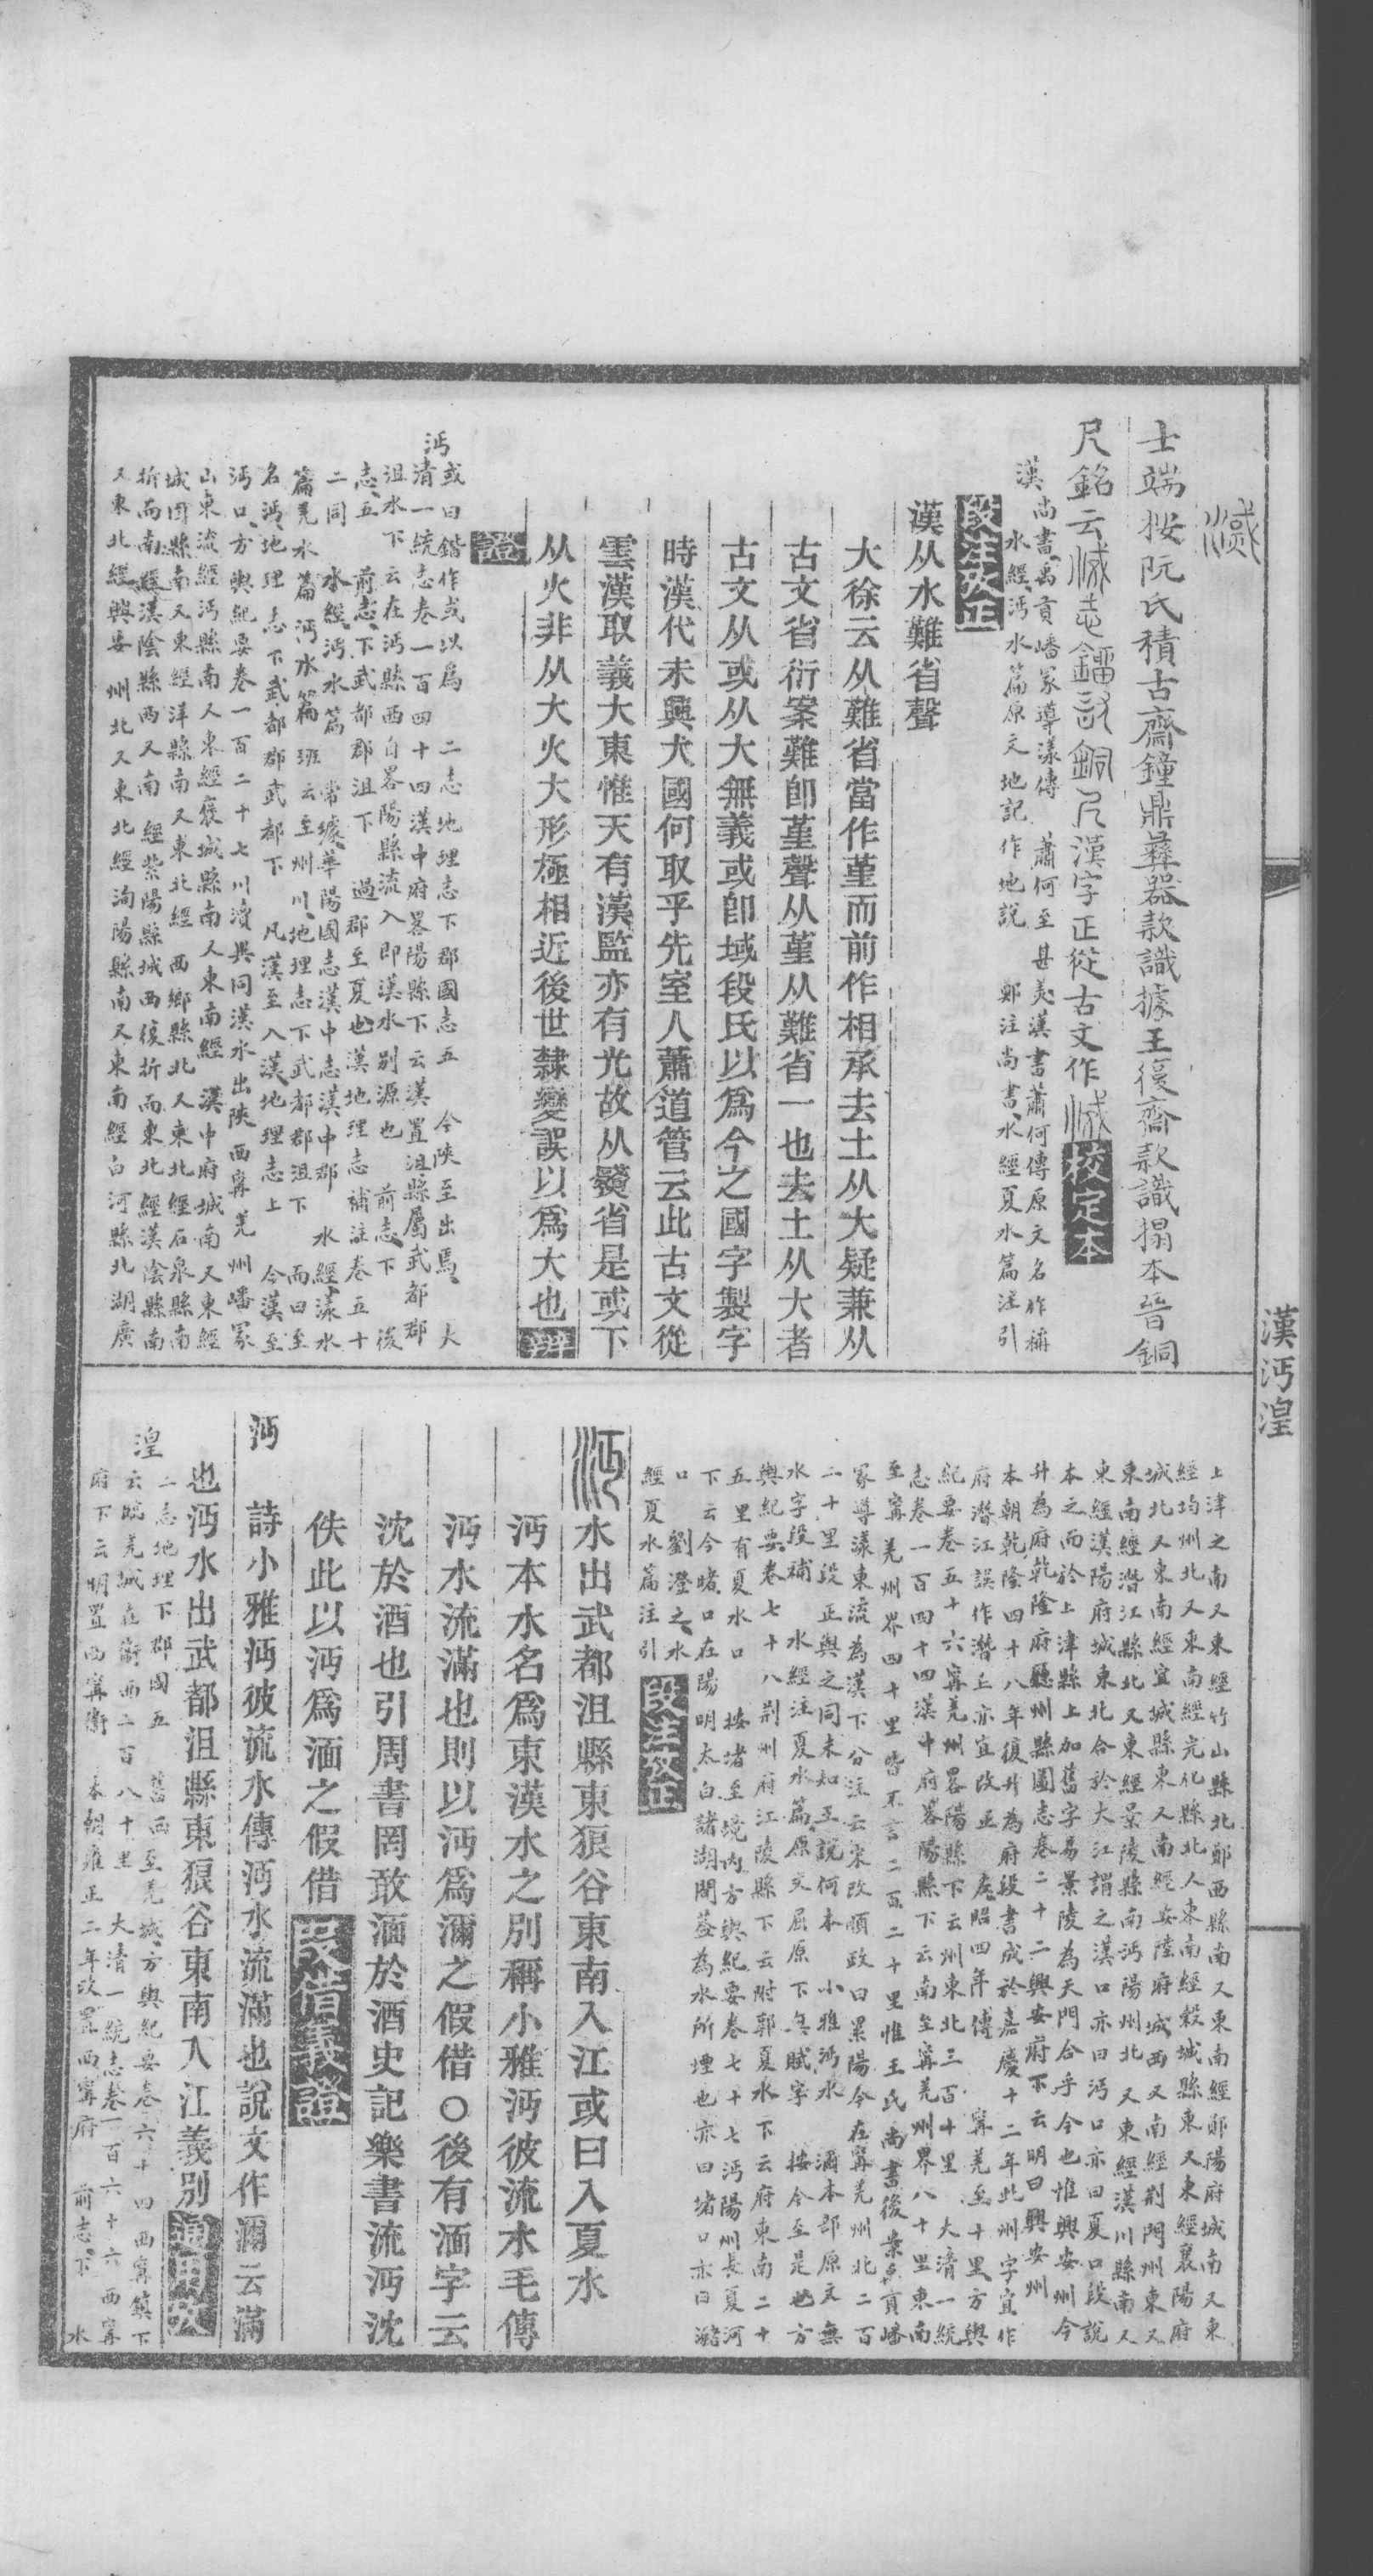 士端按阮氏積古齋鐘鼎彝器款識據王復齋款識搨本晉銅
尺銘云
銅尺漢字正從古文作
校定本
漢
尚書禹貢嶓冢導漾傳 蕭何至甚美漢書蕭何傳原文名作稱
水經沔水篇原文地記作地說 鄭注尚書水經夏水篇注引
段注攷正
漢从水難省聲
大徐云从難省當作堇而前作相承去土从大疑兼从
古文省衍案難卽堇聲从堇从難省一也去土从大者
古文从或从大無義或卽域段氏以爲今之國字製字
時漢代未興犬國何取乎先室人蕭道管云此古文從
雲漢取義大東惟天有漢監亦有光故从𤎫省是或下
从火非从大火大形極相近後世隸變誤以爲大也
證
沔
或曰鍇作或以爲 二志地理志下郡國志五 今陝至出馬大
清一統志卷一百四十四漢中府畧陽縣下云漢置沮縣屬武都郡
沮水下云在沔縣西自畧陽縣流入卽漢水別源也 前志下後
志五 前志下武都郡沮下 過郡至夏也漢地理志補注卷五十
二同 水經沔水篇 常璩華陽國志漢中志漢中郡 水經漾水
篇羌水篇沔水篇 班云至州川地理志下武都郡沮下 而曰至
名沔地理志下武都郡武都下 凡漢至入漢地理志上 今漢至
沔口方輿紀要卷一百二十七川瀆異同漢水出陝西寧羌州嶓冢
山東流經沔縣南又東經褒城縣南又東南經 漢中府城南又東經
城固縣南又東經洋縣南又東北經 西鄉縣北又東北經石泉縣南
折而南經漢陰縣西又南 經紫陽縣城西復折而東北經漢陰縣南
又東北經興安州北又東北經洵陽縣南又東南經白河縣北湖廣
漢沔湟
上津之南又東經竹山縣北鄖西縣南又東南經鄖陽府城南又東
經均州北又東南經光化縣北又東南經穀城縣東又東經襄陽府
城北又東南經宜城縣東又南經安陸府城西又南經荆門州東又
東南經潛江縣北又東經景陵縣南沔陽州北又東經漢川縣南又
東經漢陽府城東北合於大江謂之漢口亦曰沔口亦曰夏口段說
本之而於上津縣上加舊字易景陵為天門合乎今也惟興安州今
升為府乾隆府廳州縣圖志卷二十二興安府下云明曰興安州
本朝乾隆四十八年復升為府段書成於嘉慶十二年此州字宜作
府潛江誤作潛上亦宜改正 庾昭四年傳 寧羌至十里方輿
紀要卷五十六寧羌州畧陽縣下云州東北三百十里大清一統
志卷一百四十四漢中府畧陽縣下云南至寧羌州界八十里東南
至寧羌州界四十里皆不言二百二十里惟王氏尚書後案禹貢嶓
冢導漾東流為漢下分注云宋改順政曰畧陽今在寧羌州北二百
二十里段正與之同未知王說何本 小雅沔水 濔本部原文無
水字段補 水經注夏水篇原文屈原下無賦字 按今至是也方
輿紀要卷七十八荆州府江陵縣下云附郭夏水下云府東南二十
五里有夏水口 按堵至境內方輿紀要卷七十七沔陽州長夏河
下云今堵口在陽明太白諸湖間葢為水所堙也亦曰堵口亦曰瀦
口 劉澄之水
經夏水篇注引
段注攷正
水出武都沮縣東狼谷東南入江或曰入夏水
沔本水名爲東漢水之別稱小雅沔彼流水毛傳
沔水流滿也則以沔爲濔之假借○後有湎字云
沈於酒也引周書罔敢湎於酒史記樂書流沔沈
佚此以沔爲湎之假借
段借義證
沔
詩小雅沔彼流水傳沔水流滿也說文作濔云滿
也沔水出武都沮縣東狼谷東南入江義別
通用文
湟
二志地理下郡國五 舊西至羌城方輿紀要卷六十四西寧鎮下
云臨羌城在衞西二百八十里 大清一統志卷一百六十六西寧
府下云明置西寧衞 本朝雍正二年改置西寧府 前志下 水